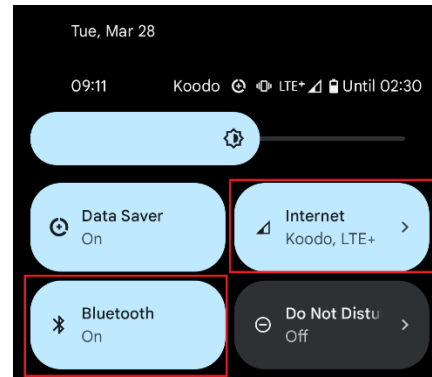 Tue, Mar 28
09:11 Koodo LTE+ Until 02:30
Data Saver
On
Internet
Koodo, LTE+
Bluetooth
On
Do Not Distu
Off